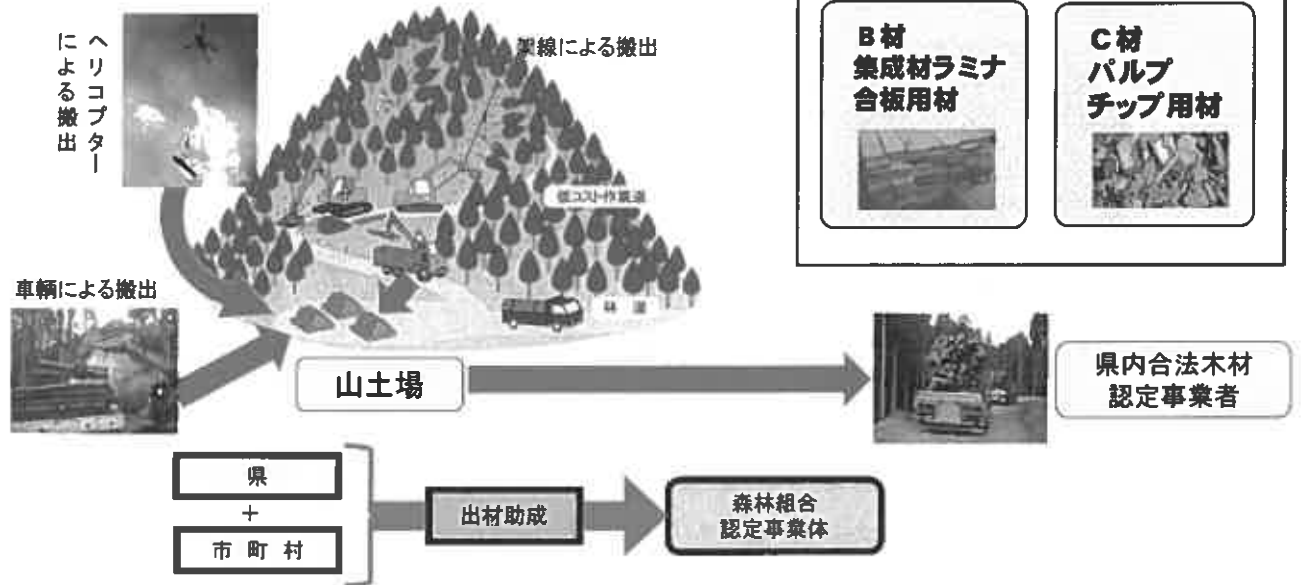 ヘリコプター
による搬出
架線による搬出
B材
集成材ラミナ
合板用材
C材
パルプ
チップ用材
低コスト作業道
車輌による搬出
林道
山土場
県内合法木材
認定事業者
県
+
市町村
出材助成
森林組合
認定事業体